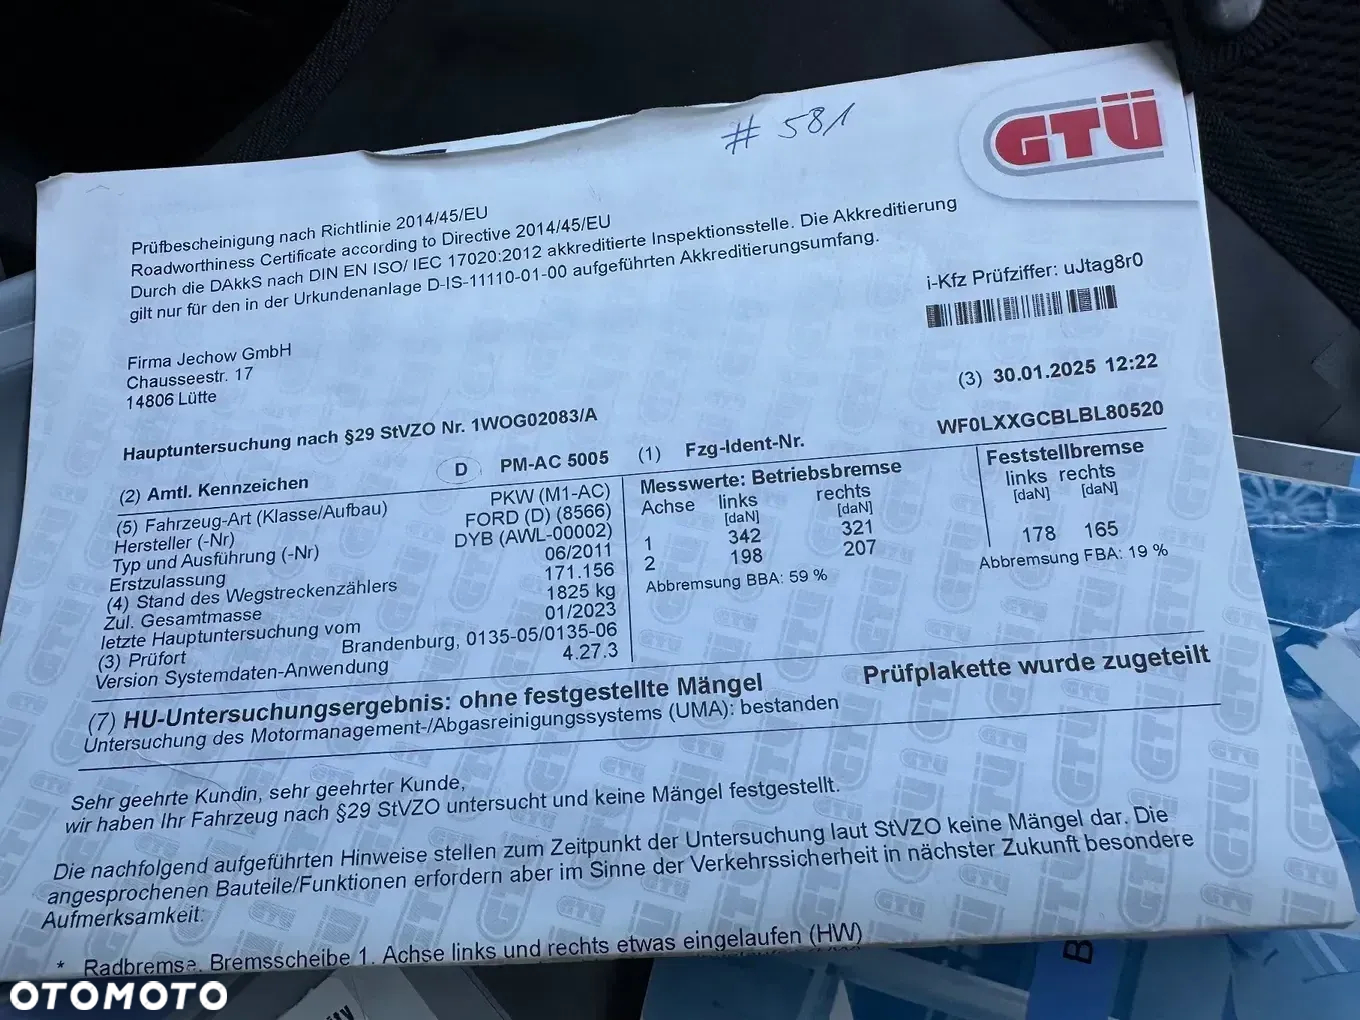 # 581
GTÜ
Prüfbescheinigung nach Richtlinie 2014/45/EU
Roadworthiness Certificate according to Directive 2014/45/EU
Durch die DAkkS nach DIN EN ISO/ IEC 17020:2012 akkreditierte Inspektionsstelle. Die Akkreditierung
gilt nur für den in der Urkundenanlage D-IS-11110-01-00 aufgeführten Akkreditierungsumfang.
i-Kfz Prüfziffer: uJtag8r0
Firma Jechow GmbH
Chausseestr. 17
14806 Lütte
(3) 30.01.2025 12:22
Hauptuntersuchung nach §29 StVZO Nr. 1WOG02083/A
(2) Amtl. Kennzeichen D PM-AC 5005
(1) Fzg-Ident-Nr. WF0LXXGCBLBL80520
(5) Fahrzeug-Art (Klasse/Aufbau) PKW (M1-AC)
Hersteller (-Nr) FORD (D) (8566)
Typ und Ausführung (-Nr) DYB (AWL-00002)
Erstzulassung 06/2011
(4) Stand des Wegstreckenzählers 171.156
Zul. Gesamtmasse 1825 kg
letzte Hauptuntersuchung vom 01/2023
(3) Prüfort Brandenburg, 0135-05/0135-06
Version Systemdaten-Anwendung 4.27.3
Messwerte: Betriebsbremse
Achse links rechts
[daN] [daN]
1 342 321
2 198 207
Abbremsung BBA: 59 %
Feststellbremse
links rechts
[daN] [daN]
178 165
Abbremsung FBA: 19 %
(7) HU-Untersuchungsergebnis: ohne festgestellte Mängel Prüfplakette wurde zugeteilt
Untersuchung des Motormanagement-/Abgasreinigungssystems (UMA): bestanden
Sehr geehrte Kundin, sehr geehrter Kunde,
wir haben Ihr Fahrzeug nach §29 StVZO untersucht und keine Mängel festgestellt.
Die nachfolgend aufgeführten Hinweise stellen zum Zeitpunkt der Untersuchung laut StVZO keine Mängel dar. Die
angesprochenen Bauteile/Funktionen erfordern aber im Sinne der Verkehrssicherheit in nächster Zukunft besondere
Aufmerksamkeit:
* Radbremse, Bremsscheibe 1. Achse links und rechts etwas eingelaufen (HW)
OTOMOTO